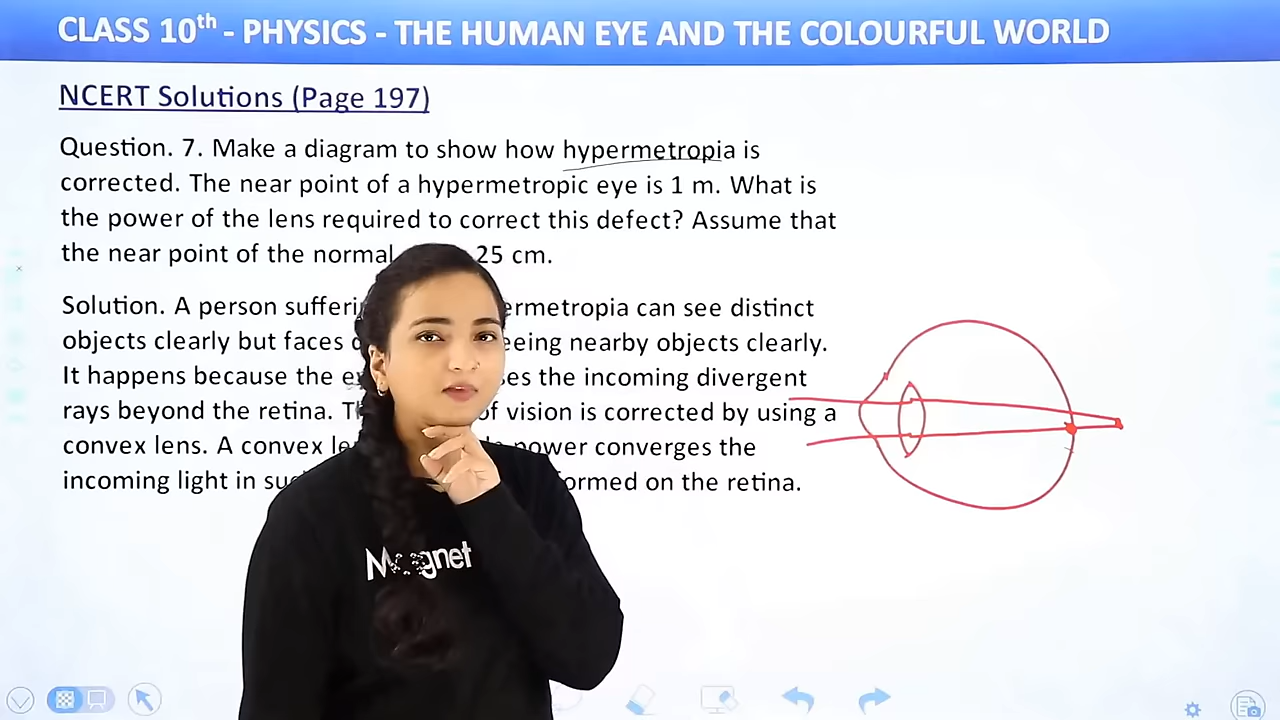 CLASS 10th - PHYSICS - THE HUMAN EYE AND THE COLOURFUL WORLD
NCERT Solutions (Page 197)
Question. 7. Make a diagram to show how hypermetropia is
corrected. The near point of a hypermetropic eye is 1 m. What is
the power of the lens required to correct this defect? Assume that
the near point of the normal 25 cm.
Solution. A person sufferi ermetropia can see distinct
objects clearly but faces eeing nearby objects clearly.
It happens because the es the incoming divergent
rays beyond the retina. of vision is corrected by using a
convex lens. A convex power converges the
incoming light in ormed on the retina.
Magnet